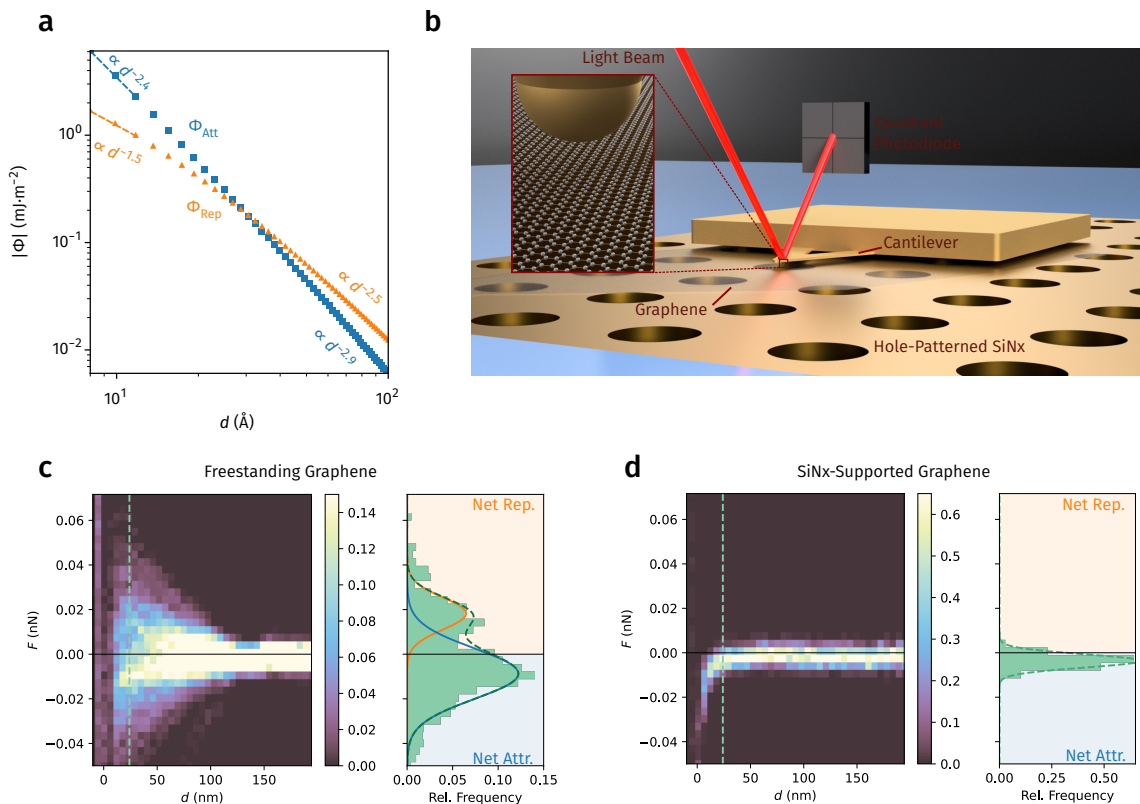 a
∝ d⁻²·⁴
Φ_Att
∝ d⁻¹·⁵
Φ_Rep
∝ d⁻²·⁵
∝ d⁻²·⁹
10⁰
10⁻¹
10⁻²
|Φ| (mJ·m⁻²)
10¹
10²
d (Å)
b
Light Beam
Quadrant
Photodiode
Cantilever
Graphene
Hole-Patterned SiNx
c
Freestanding Graphene
0.06
0.04
0.02
0.00
−0.02
−0.04
F (nN)
0
50
100
150
d (nm)
0.14
0.12
0.10
0.08
0.06
0.04
0.02
0.00
Net Rep.
Net Attr.
0.00
0.05
0.10
0.15
Rel. Frequency
d
SiNx-Supported Graphene
0.06
0.04
0.02
0.00
−0.02
−0.04
F (nN)
0
50
100
150
d (nm)
0.6
0.5
0.4
0.3
0.2
0.1
0.0
Net Rep.
Net Attr.
0.00
0.25
0.50
Rel. Frequency